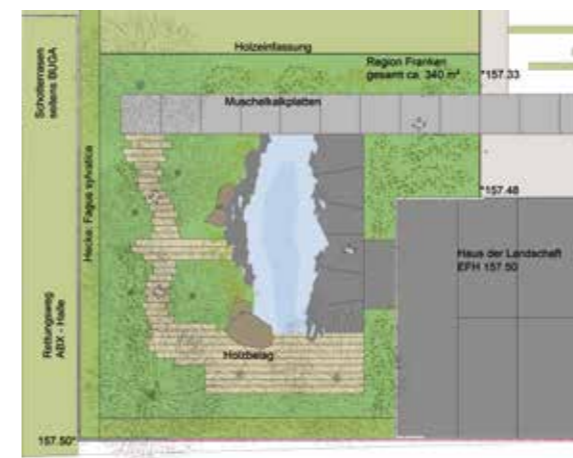 Holzeinfassung
Region Franken
gesamt ca. 340 m²
*157.33
Schotterrasen
seitens BUGA
Muschelkalkplatten
Hecke: Fagus sylvatica
*157.48
Haus der Landschaft
EFH 157.50
Rettungsweg
ABX - Halle
Holzbelag
157.50*